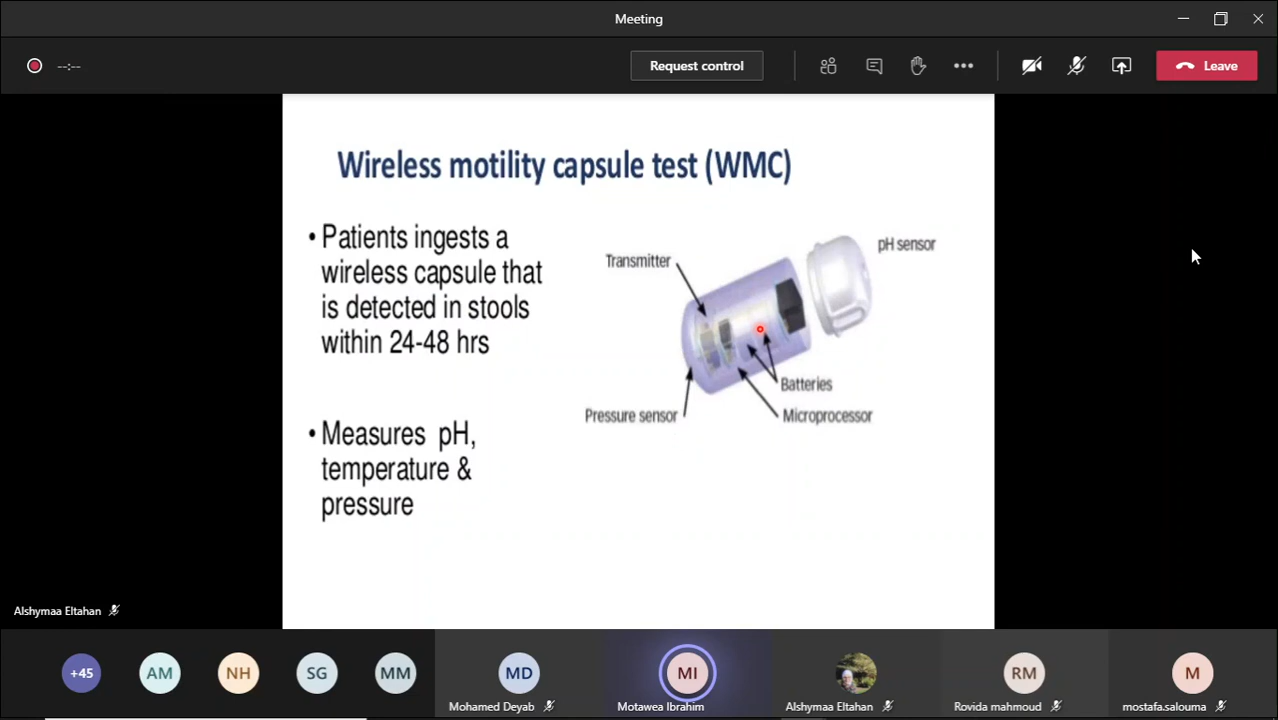 Meeting
--:--
Request control
Leave
Wireless motility capsule test (WMC)
• Patients ingests a
wireless capsule that
is detected in stools
within 24-48 hrs
• Measures pH,
temperature &
pressure
Transmitter
pH sensor
Batteries
Pressure sensor
Microprocessor
Alshymaa Eltahan
+45
AM
NH
SG
MM
MD
MI
RM
M
Mohamed Deyab
Motawea Ibrahim
Alshymaa Eltahan
Rovida mahmoud
mostafa.salouma